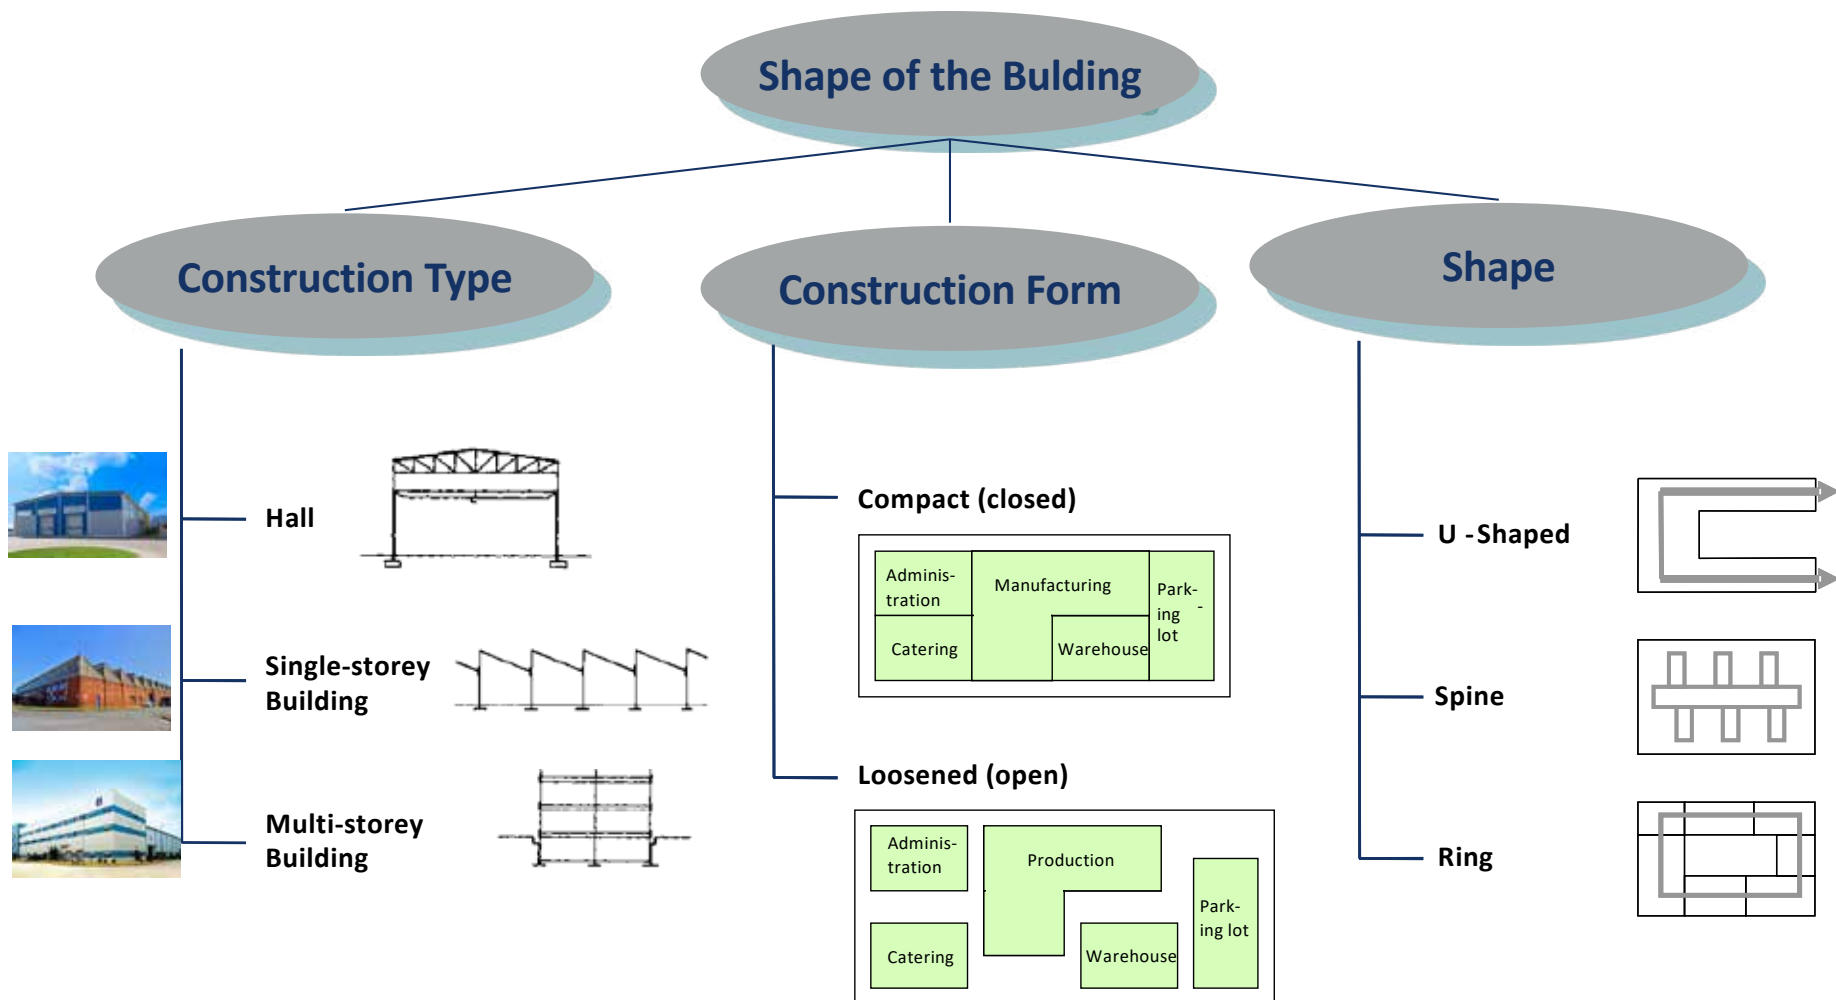 Shape of the Bulding
Construction Type
Construction Form
Shape
Hall
Single-storey
Building
Multi-storey
Building
Compact (closed)
Adminis-
tration
Manufacturing
Park-
ing -
lot
Catering
Warehouse
Loosened (open)
Adminis-
tration
Production
Park-
ing lot
Catering
Warehouse
U -Shaped
Spine
Ring